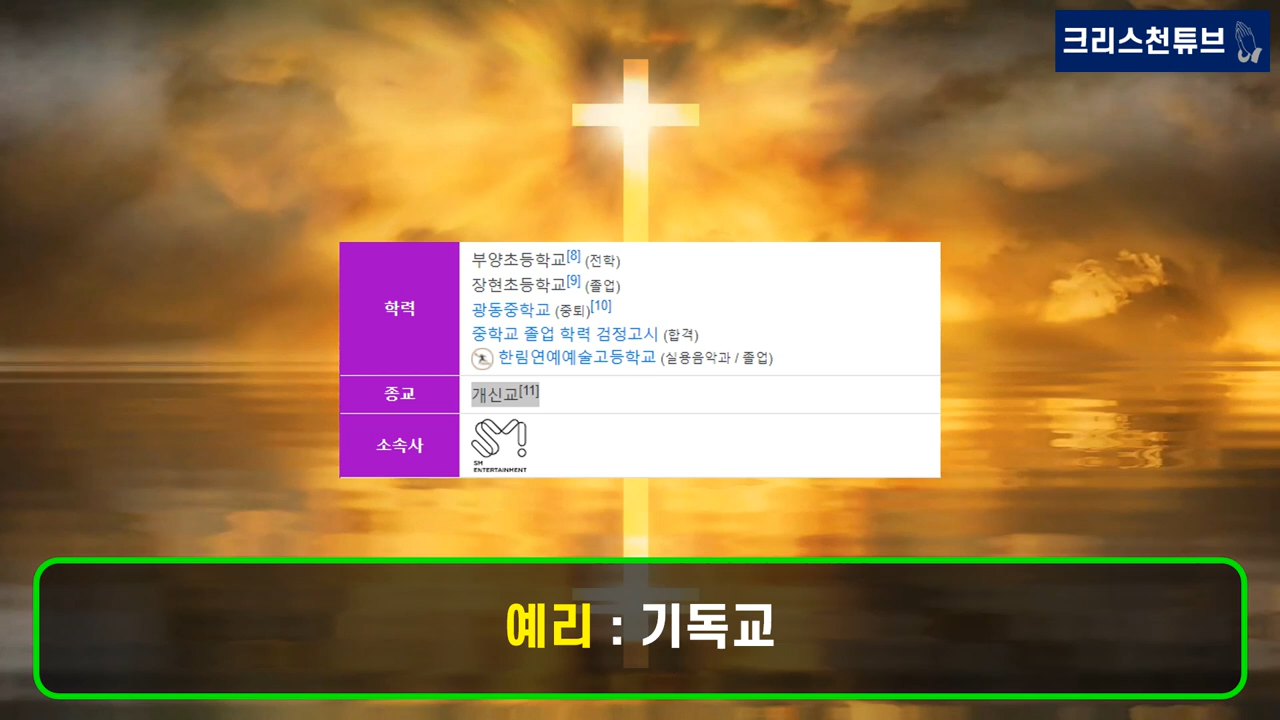 크리스천튜브
학력
부양초등학교[8] (전학)
장현초등학교[9] (졸업)
광동중학교 (중퇴)[10]
중학교 졸업 학력 검정고시 (합격)
한림연예예술고등학교 (실용음악과 / 졸업)
종교
개신교[11]
소속사
SM
ENTERTAINMENT
예리 : 기독교